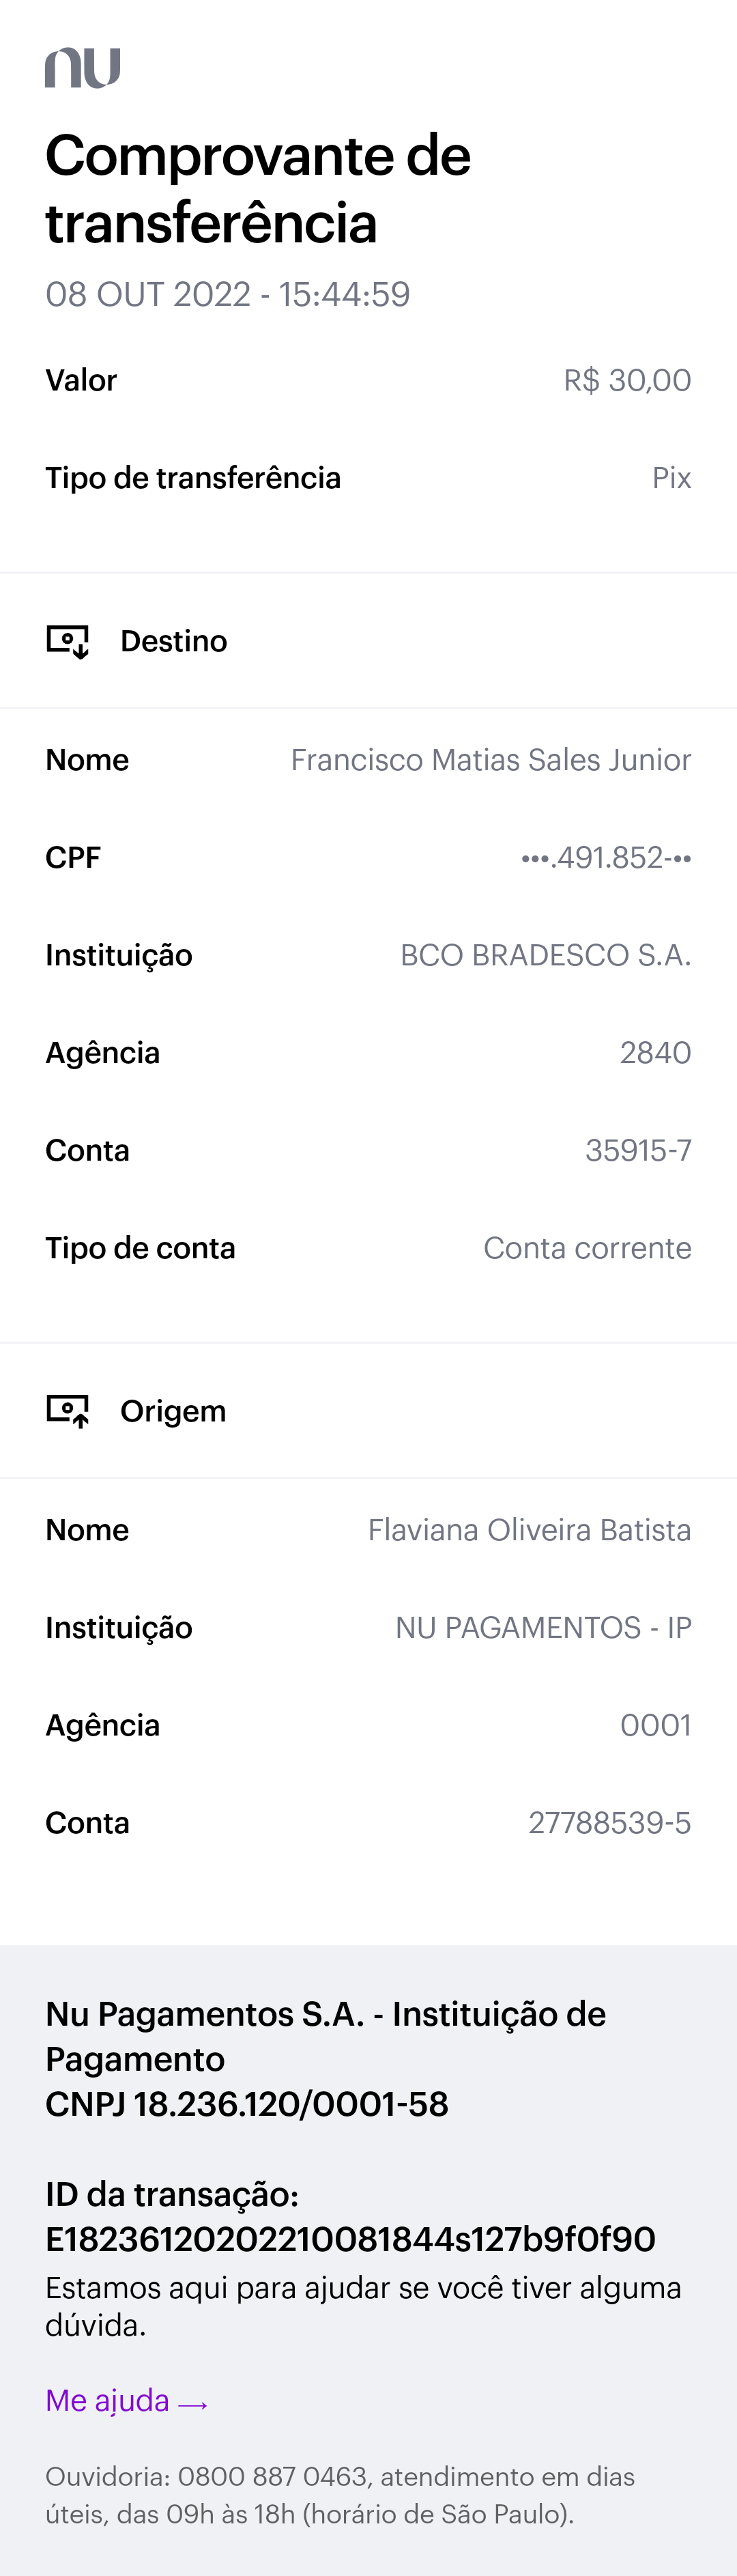 nu
Comprovante de
transferência
08 OUT 2022 - 15:44:59
Valor R$ 30,00
Tipo de transferência Pix
Destino
Nome Francisco Matias Sales Junior
CPF •••.491.852-••
Instituição BCO BRADESCO S.A.
Agência 2840
Conta 35915-7
Tipo de conta Conta corrente
Origem
Nome Flaviana Oliveira Batista
Instituição NU PAGAMENTOS - IP
Agência 0001
Conta 27788539-5
Nu Pagamentos S.A. - Instituição de
Pagamento
CNPJ 18.236.120/0001-58
ID da transação:
E18236120202210081844s127b9f0f90
Estamos aqui para ajudar se você tiver alguma
dúvida.
Me ajuda →
Ouvidoria: 0800 887 0463, atendimento em dias
úteis, das 09h às 18h (horário de São Paulo).